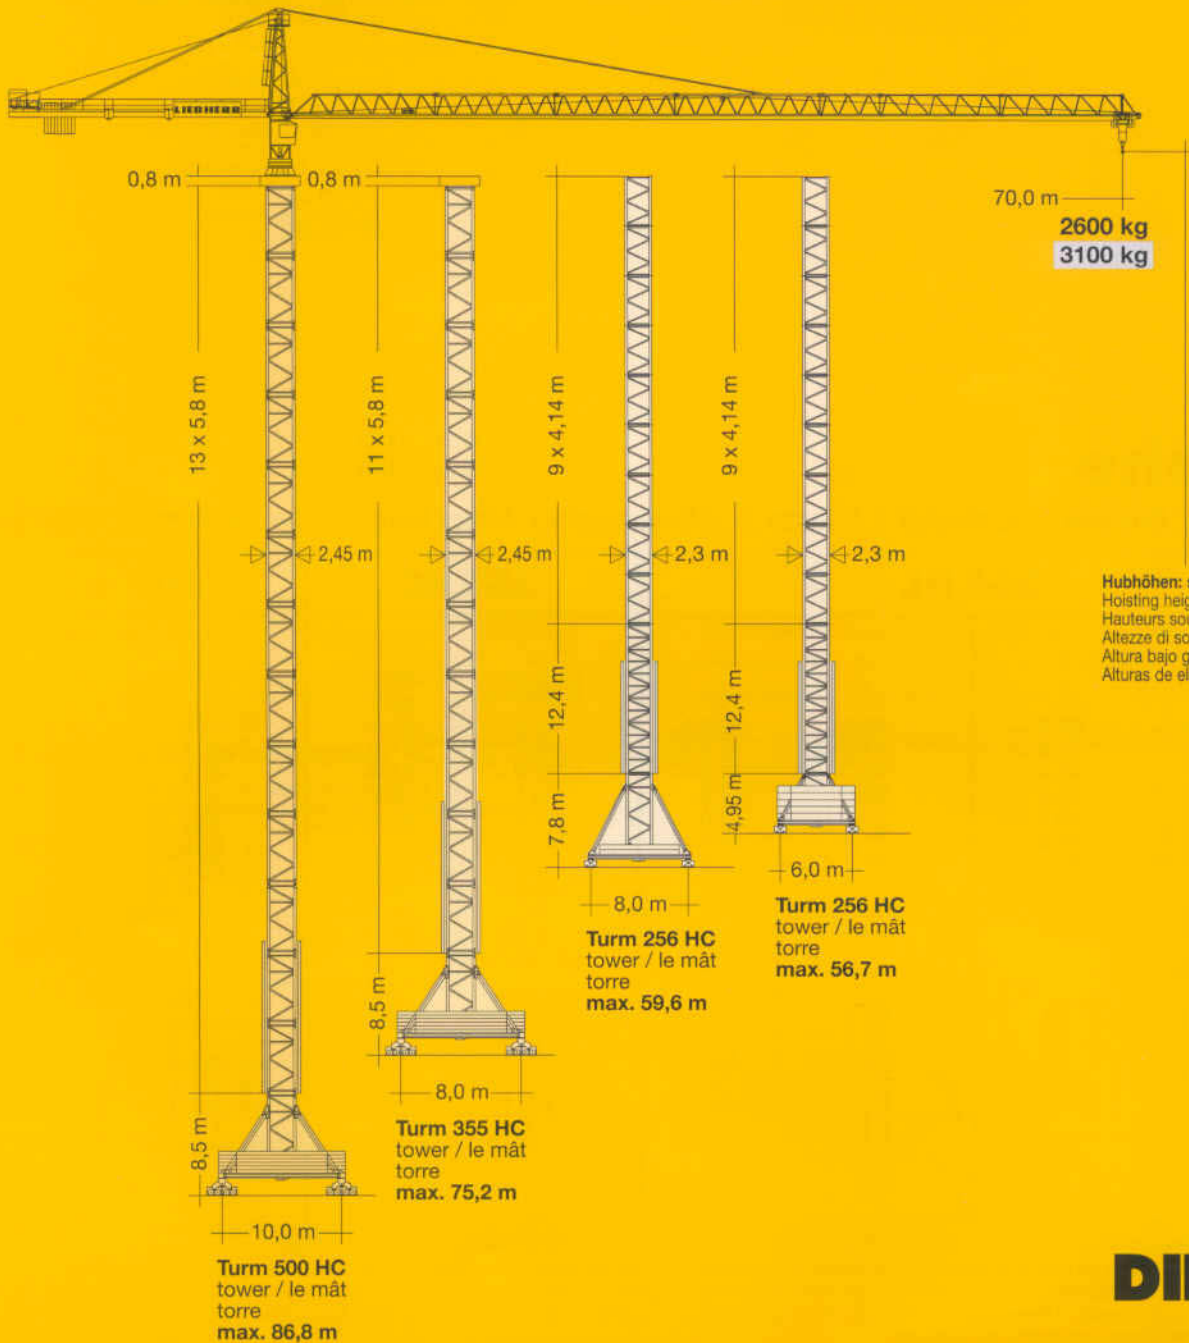 LIEBHERR
0,8 m
0,8 m
70,0 m
2600 kg
3100 kg
13 x 5,8 m
11 x 5,8 m
9 x 4,14 m
9 x 4,14 m
2,45 m
2,45 m
2,3 m
2,3 m
Hubhöhen:
Hoisting
Hauteurs
Altezze di
Altura bajo
Alturas de
12,4 m
12,4 m
7,8 m
4,95 m
8,0 m
6,0 m
Turm 256 HC
tower / le mât
torre
max. 59,6 m
Turm 256 HC
tower / le mât
torre
max. 56,7 m
8,5 m
8,0 m
Turm 355 HC
tower / le mât
torre
max. 75,2 m
8,5 m
10,0 m
Turm 500 HC
tower / le mât
torre
max. 86,8 m